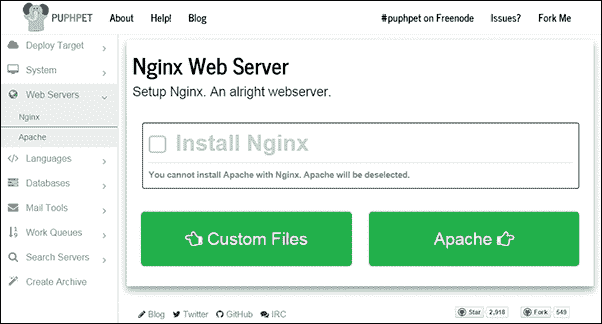 PUPHPET About Help! Blog #puphpet on Freenode Issues? Fork Me
Deploy Target
System
Web Servers
Nginx
Apache
Languages
Databases
Mail Tools
Work Queues
Search Servers
Create Archive
Nginx Web Server
Setup Nginx. An alright webserver.
Install Nginx
You cannot install Apache with Nginx. Apache will be deselected.
Custom Files
Apache
Blog Twitter GitHub IRC
Star 2,918 Fork 549